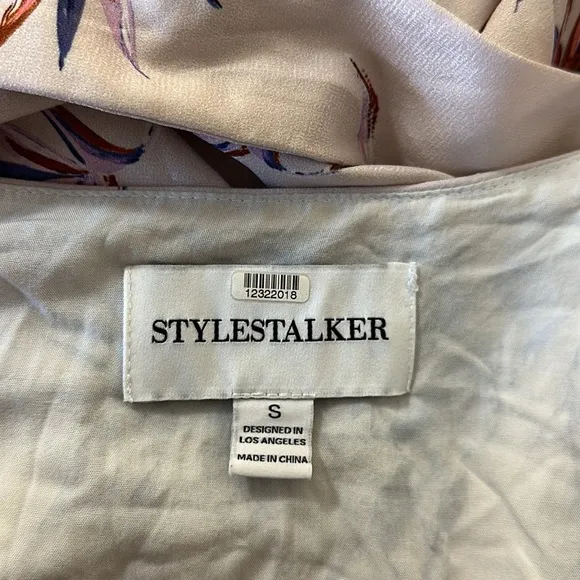 12322018
STYLESTALKER
S
DESIGNED IN
LOS ANGELES
MADE IN CHINA